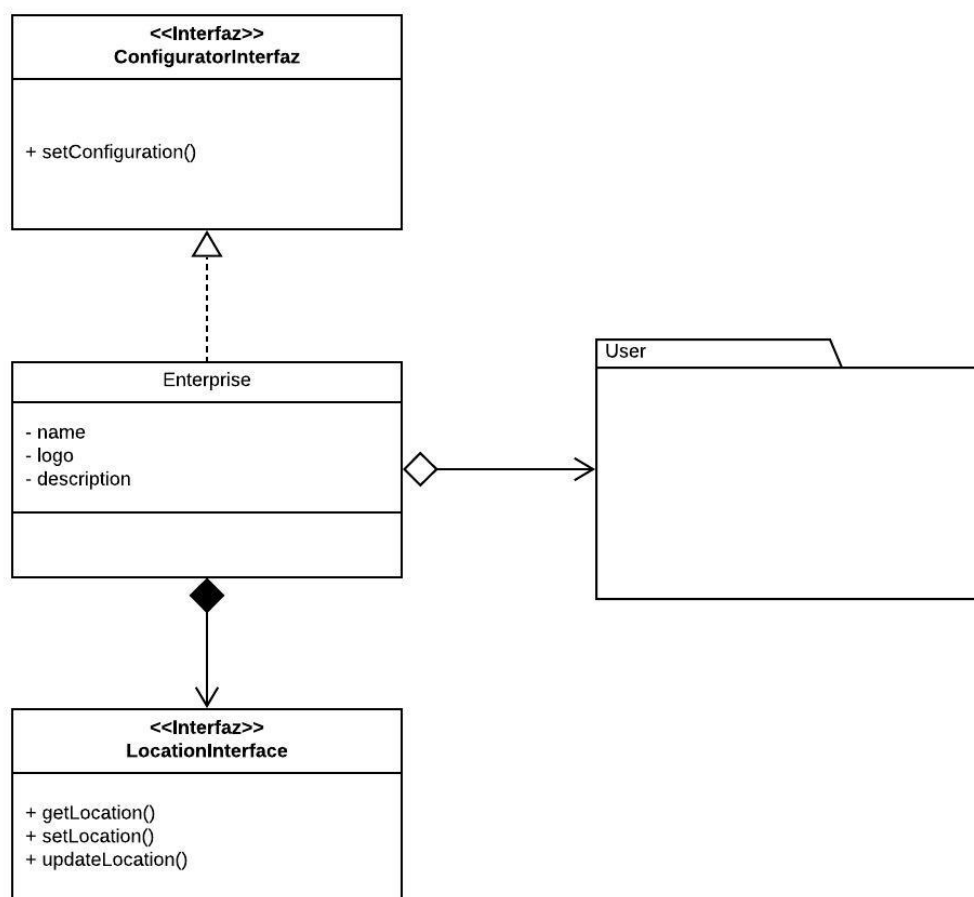 <<Interfaz>>
ConfiguratorInterfaz
+ setConfiguration()
Enterprise
- name
- logo
- description
User
<<Interfaz>>
LocationInterface
+ getLocation()
+ setLocation()
+ updateLocation()